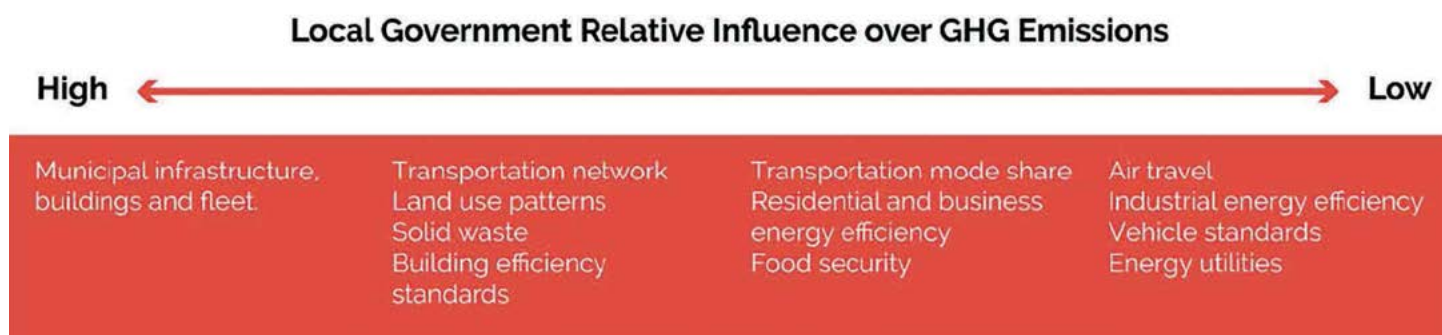 Local Government Relative Influence over GHG Emissions
High
Low
Municipal infrastructure,
buildings and fleet.
Transportation network
Land use patterns
Solid waste
Building efficiency
standards
Transportation mode share
Residential and business
energy efficiency
Food security
Air travel
Industrial energy efficiency
Vehicle standards
Energy utilities